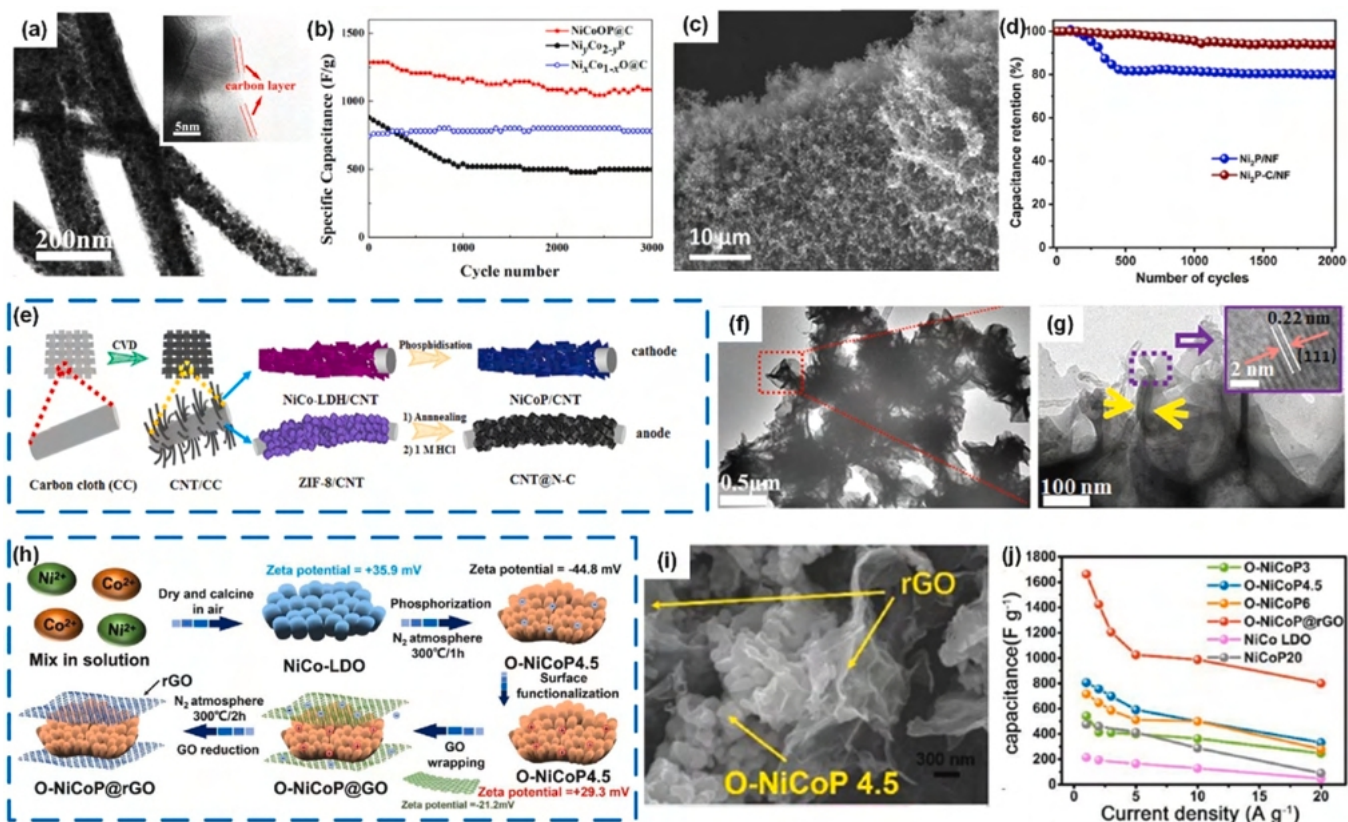 (a)
carbon layer
5nm
200nm
(b)
NiCoOP@C
NiyCo2-yP
NixCo1-xO@C
Specific Capacitance (F/g)
1500
1000
500
0
0 1000 2000 3000
Cycle number
(c)
10 μm
(d)
Capacitance retention (%)
100
80
60
40
20
0
Ni2P/NF
Ni2P-C/NF
0 500 1000 1500 2000
Number of cycles
(e)
CVD
Phosphidisation
cathode
NiCo-LDH/CNT
NiCoP/CNT
1) Annnealing
2) 1 M HCl
anode
Carbon cloth (CC)
CNT/CC
ZIF-8/CNT
CNT@N-C
(f)
0.5μm
(g)
0.22 nm
(111)
2 nm
100 nm
(h)
Ni2+
Co2+
Co2+
Ni2+
Mix in solution
Dry and calcine
in air
Zeta potential = +35.9 mV
NiCo-LDO
Phosphorization
N2 atmosphere
300℃/1h
Zeta potential = -44.8 mV
O-NiCoP4.5
Surface
functionalization
O-NiCoP4.5
Zeta potential =+29.3 mV
GO
wrapping
Zeta potential =-21.2mV
O-NiCoP@GO
N2 atmosphere
300℃/2h
GO reduction
rGO
O-NiCoP@rGO
(i)
rGO
O-NiCoP 4.5
300 nm
(j)
capacitance(F g-1)
1800
1600
1400
1200
1000
800
600
400
200
0
O-NiCoP3
O-NiCoP4.5
O-NiCoP6
O-NiCoP@rGO
NiCo LDO
NiCoP20
0 5 10 15 20
Current density (A g-1)